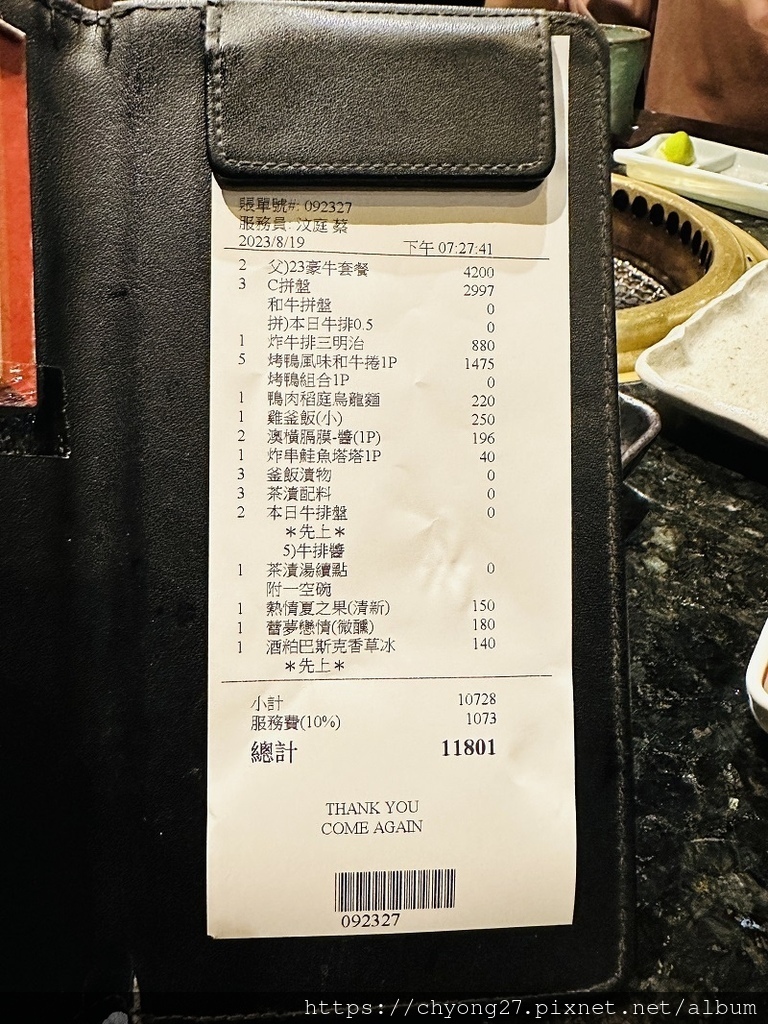 賬單號#: 092327
服務員: 汶庭 蔡
2023/8/19 下午 07:27:41
2 父)23豪牛套餐 4200
3 C拼盤 2997
和牛拼盤 0
拼)本日牛排0.5 0
1 炸牛排三明治 880
5 烤鴨風味和牛捲1P 1475
烤鴨組合1P 0
1 鴨肉稻庭烏龍麵 220
1 雞釜飯(小) 250
2 澳橫隔膜-醬(1P) 196
1 炸串鮭魚塔塔1P 40
3 釜飯漬物 0
3 茶漬配料 0
2 本日牛排盤 0
＊先上＊
5)牛排醬
1 茶漬湯續點 0
附一空碗
1 熱情夏之果(清新) 150
1 蕾夢戀情(微醺) 180
1 酒粕巴斯克香草冰 140
＊先上＊
小計 10728
服務費(10%) 1073
總計 11801
THANK YOU
COME AGAIN
092327
https://chyong27.pixnet.net/album